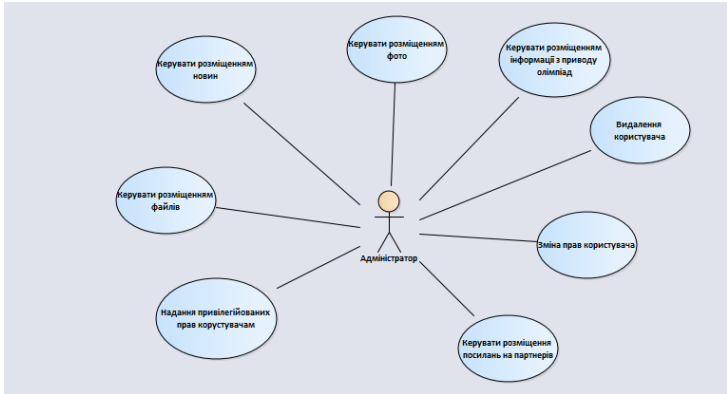 Керувати розміщенням
фото
Керувати розміщенням
інформації з приводу
олімпіад
Керувати розміщенням
новин
Видалення
користувача
Керувати розміщенням
файлів
Зміна прав користувача
Адміністратор
Надання привілегійованих
прав корустувачам
Керувати розміщення
посилань на партнерів